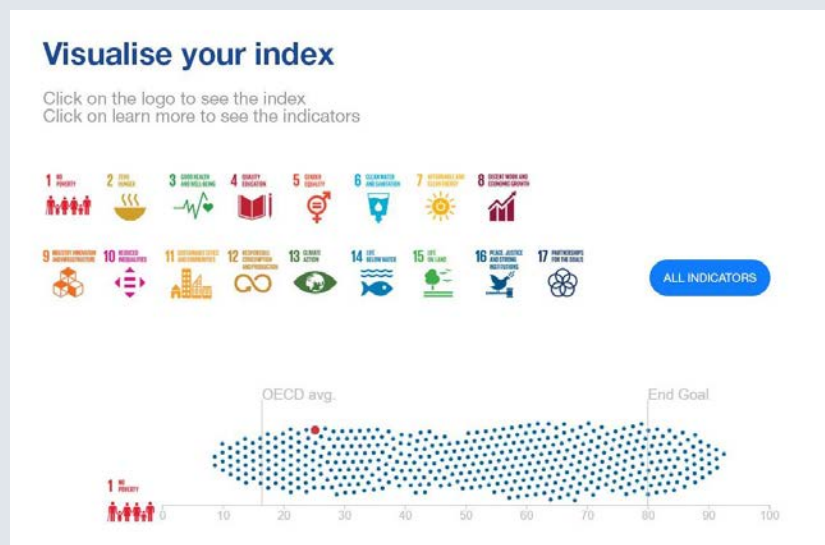 Visualise your index
Click on the logo to see the index
Click on learn more to see the indicators
1 NO POVERTY
2 ZERO HUNGER
3 GOOD HEALTH AND WELL-BEING
4 QUALITY EDUCATION
5 GENDER EQUALITY
6 CLEAN WATER AND SANITATION
7 AFFORDABLE AND CLEAN ENERGY
8 DECENT WORK AND ECONOMIC GROWTH
9 INDUSTRY INNOVATION AND INFRASTRUCTURE
10 REDUCED INEQUALITIES
11 SUSTAINABLE CITIES AND COMMUNITIES
12 RESPONSIBLE CONSUMPTION AND PRODUCTION
13 CLIMATE ACTION
14 LIFE BELOW WATER
15 LIFE ON LAND
16 PEACE, JUSTICE AND STRONG INSTITUTIONS
17 PARTNERSHIPS FOR THE GOALS
ALL INDICATORS
OECD avg.
End Goal
1 NO POVERTY
0 10 20 30 40 50 60 70 80 90 100